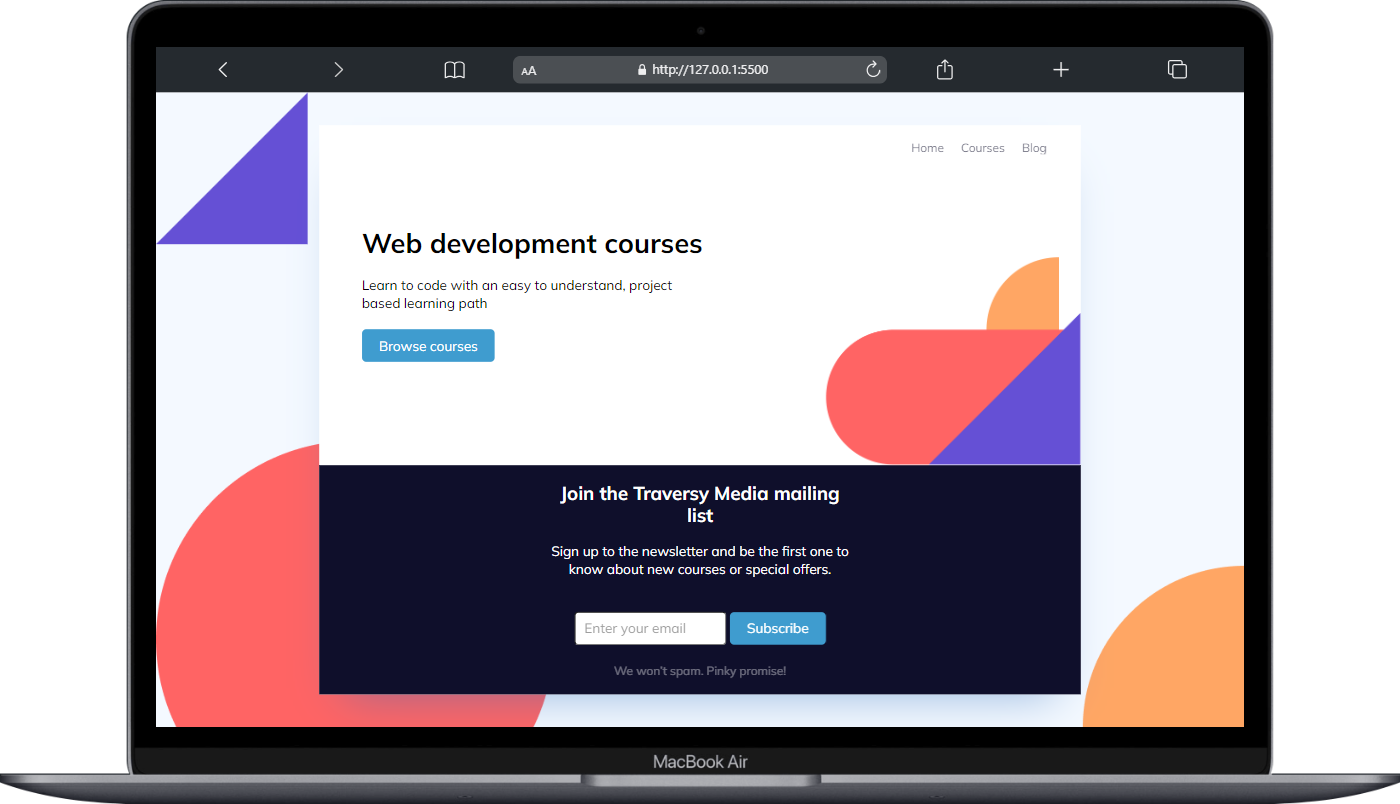 AA http://127.0.0.1:5500
Home Courses Blog
Web development courses
Learn to code with an easy to understand, project
based learning path
Browse courses
Join the Traversy Media mailing
list
Sign up to the newsletter and be the first one to
know about new courses or special offers.
Enter your email Subscribe
We won't spam. Pinky promise!
MacBook Air